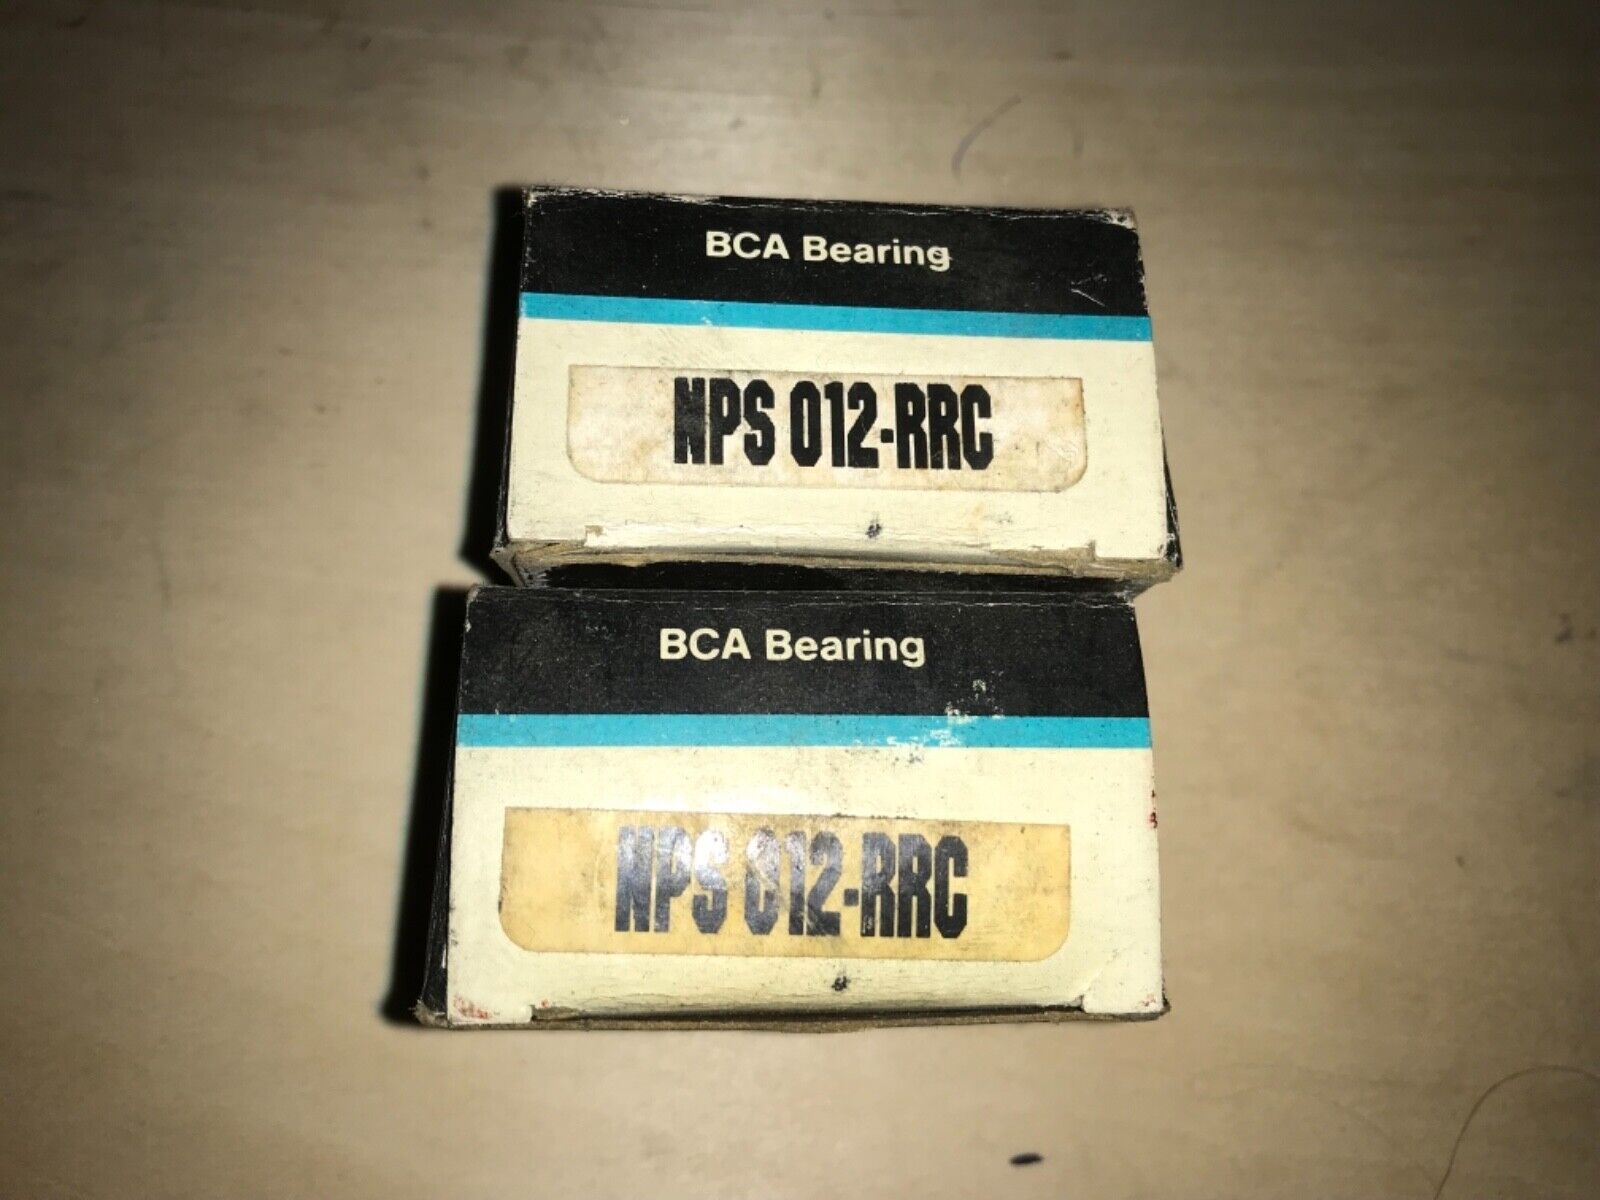 BCA Bearing
NPS 012-RRC
BCA Bearing
NPS 012-RRC